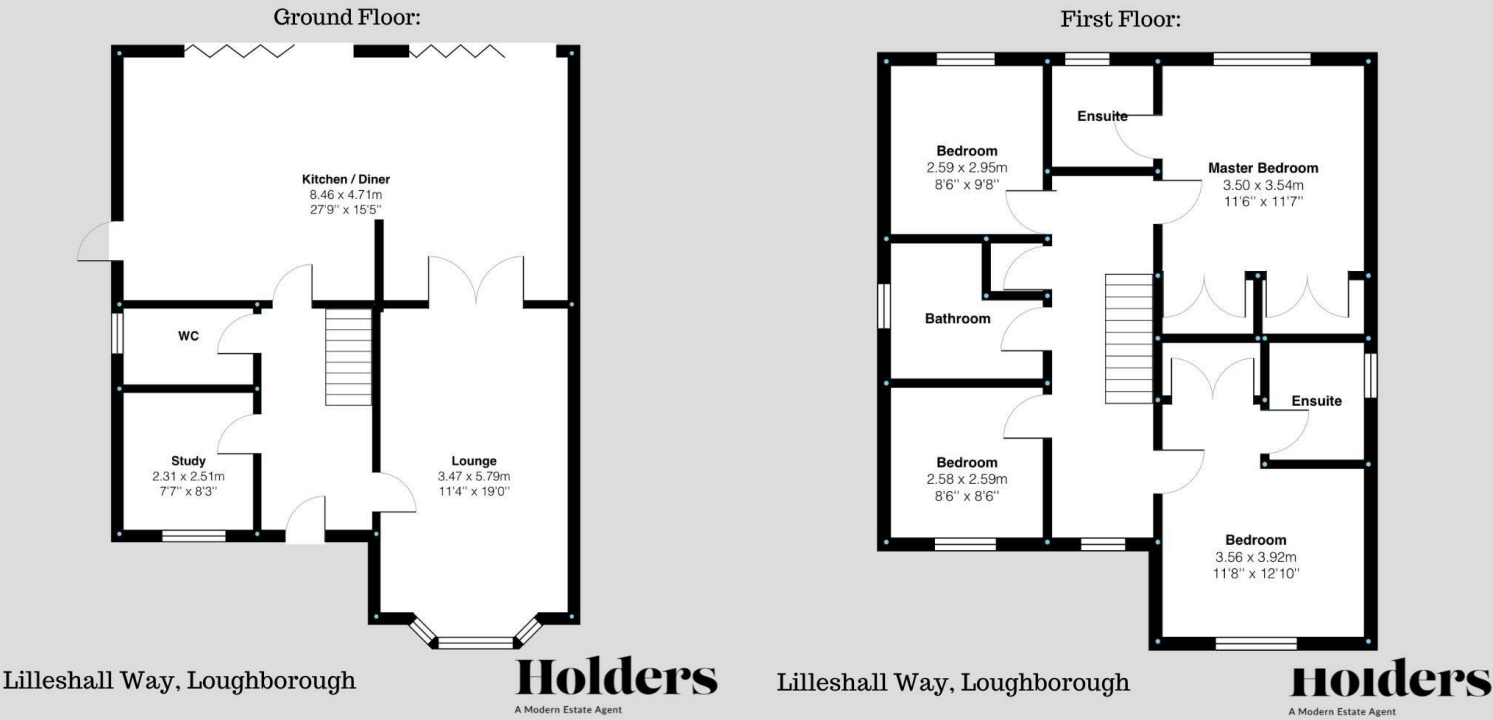 Ground Floor:
Kitchen / Diner
8.46 x 4.71m
27'9'' x 15'5''
WC
Study
2.31 x 2.51m
7'7'' x 8'3''
Lounge
3.47 x 5.79m
11'4'' x 19'0''
Lilleshall Way, Loughborough
Holders
A Modern Estate Agent
First Floor:
Bedroom
2.59 x 2.95m
8'6'' x 9'8''
Ensuite
Master Bedroom
3.50 x 3.54m
11'6'' x 11'7''
Bathroom
Ensuite
Bedroom
2.58 x 2.59m
8'6'' x 8'6''
Bedroom
3.56 x 3.92m
11'8'' x 12'10''
Lilleshall Way, Loughborough
Holders
A Modern Estate Agent